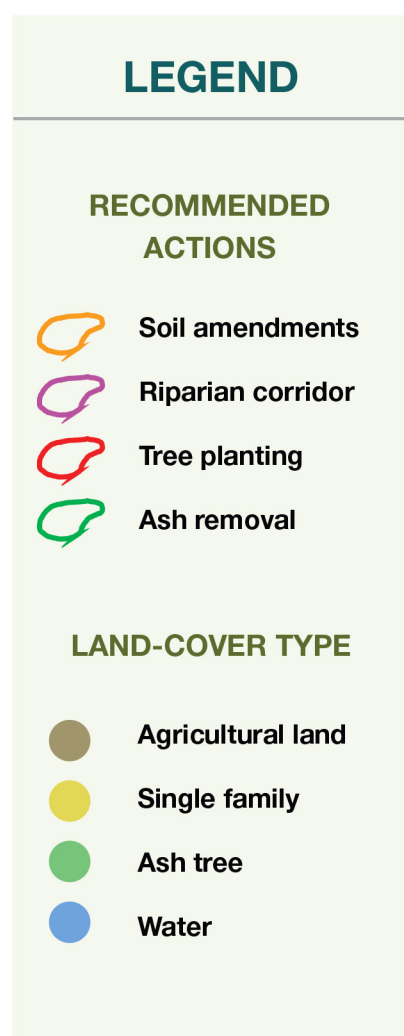 LEGEND
RECOMMENDED
ACTIONS
Soil amendments
Riparian corridor
Tree planting
Ash removal
LAND-COVER TYPE
Agricultural land
Single family
Ash tree
Water